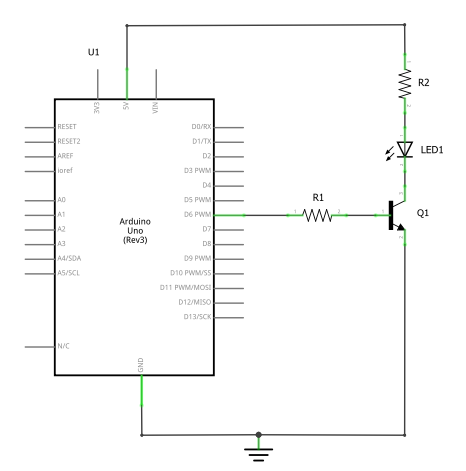 U1
3V3
5V
VIN
R2
RESET
D0/RX
RESET2
D1/TX
LED1
AREF
D2
ioref
D3 PWM
D4
A0
D5 PWM
R1
A1
D6 PWM
Q1
A2
D7
Arduino
Uno
(Rev3)
A3
D8
A4/SDA
D9 PWM
A5/SCL
D10 PWM/SS
D11 PWM/MOSI
D12/MISO
D13/SCK
N/C
GND